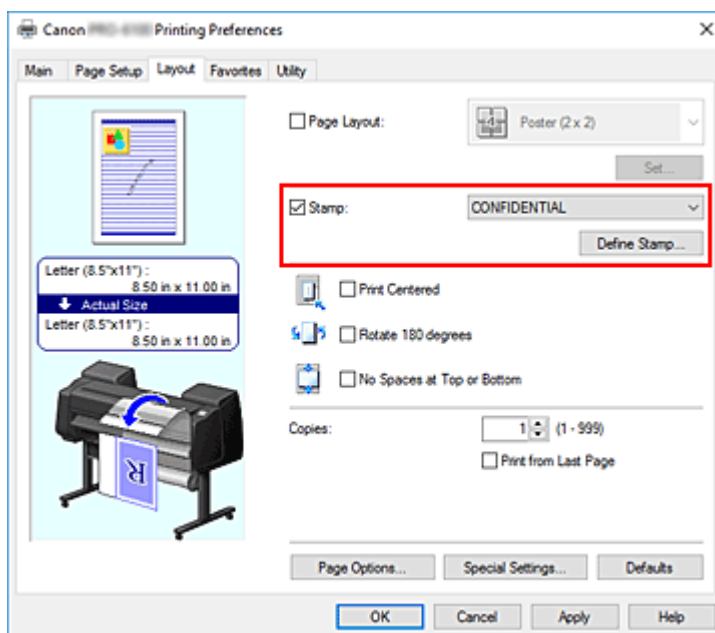 Canon Printing Preferences
Main Page Setup Layout Favorites Utility
Page Layout: Poster (2 x 2)
Set...
Stamp: CONFIDENTIAL
Define Stamp...
Letter (8.5"x11") :
8.50 in x 11.00 in
Actual Size
Letter (8.5"x11") :
8.50 in x 11.00 in
Print Centered
Rotate 180 degrees
No Spaces at Top or Bottom
R
Copies: 1 (1 - 999)
Print from Last Page
Page Options... Special Settings... Defaults
OK Cancel Apply Help